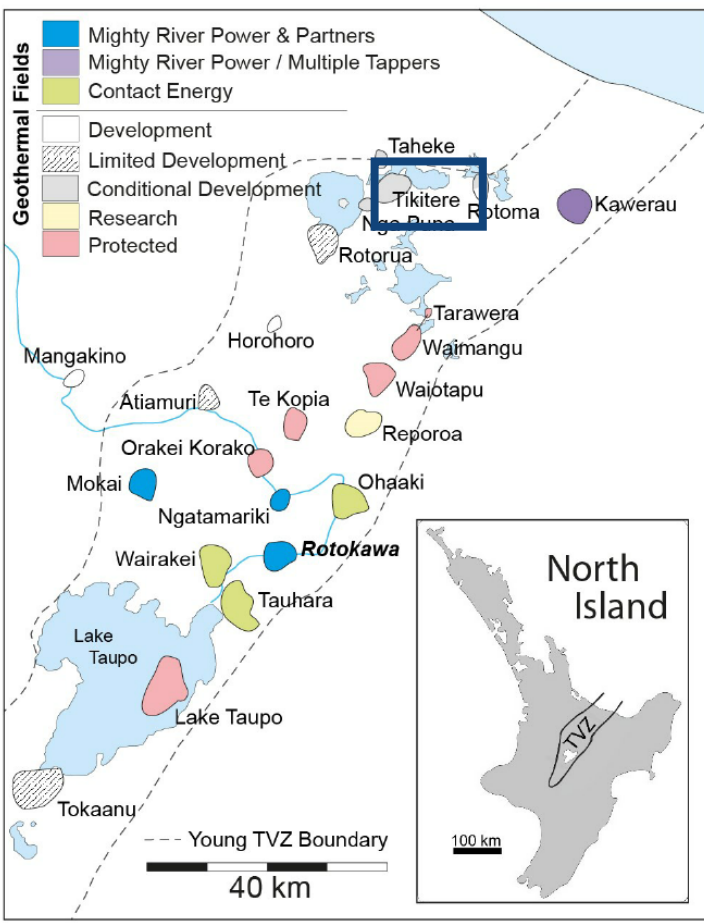 Geothermal Fields
Mighty River Power & Partners
Mighty River Power / Multiple Tappers
Contact Energy
Development
Limited Development
Conditional Development
Research
Protected
Taheke
Tikitere
Rotoma
Kawerau
Rotorua
Tarawera
Horohoro
Waimangu
Mangakino
Waiotapu
Atiamuri
Te Kopia
Reporoa
Orakei Korako
Mokai
Ohaaki
Ngatamariki
Rotokawa
Wairakei
Tauhara
Lake
Taupo
Lake Taupo
Tokaanu
Young TVZ Boundary
40 km
North
Island
TVZ
100 km